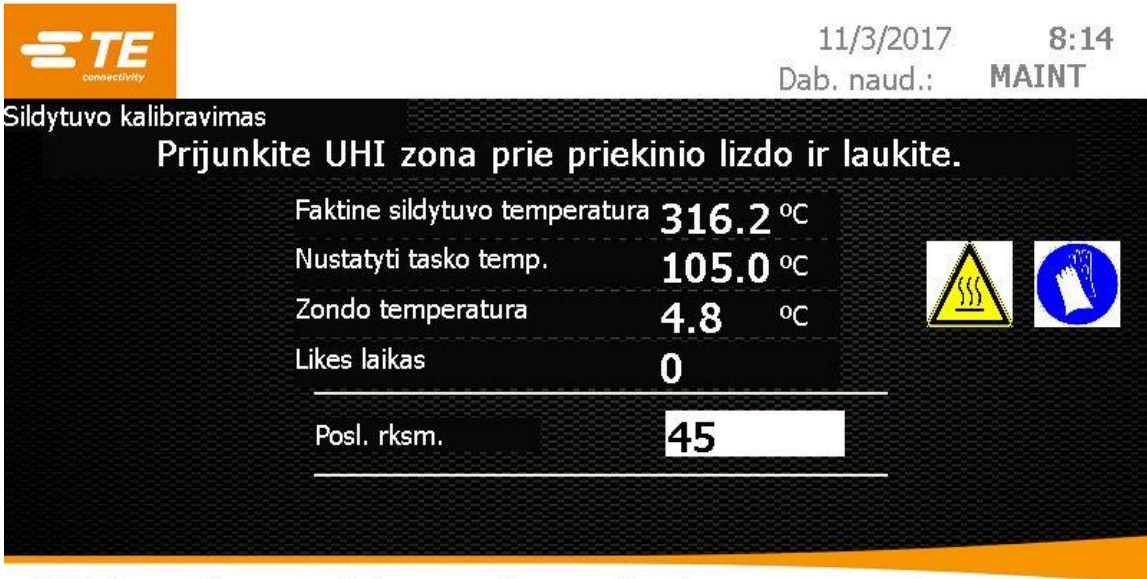 TE
connectivity
11/3/2017 8:14
Dab. naud.: MAINT
Sildytuvo kalibravimas
Prijunkite UHI zona prie priekinio lizdo ir laukite.
Faktine sildytuvo temperatura 316.2 ºC
Nustatyti tasko temp. 105.0 ºC
Zondo temperatura 4.8 ºC
Likes laikas 0
Posl. rksm. 45